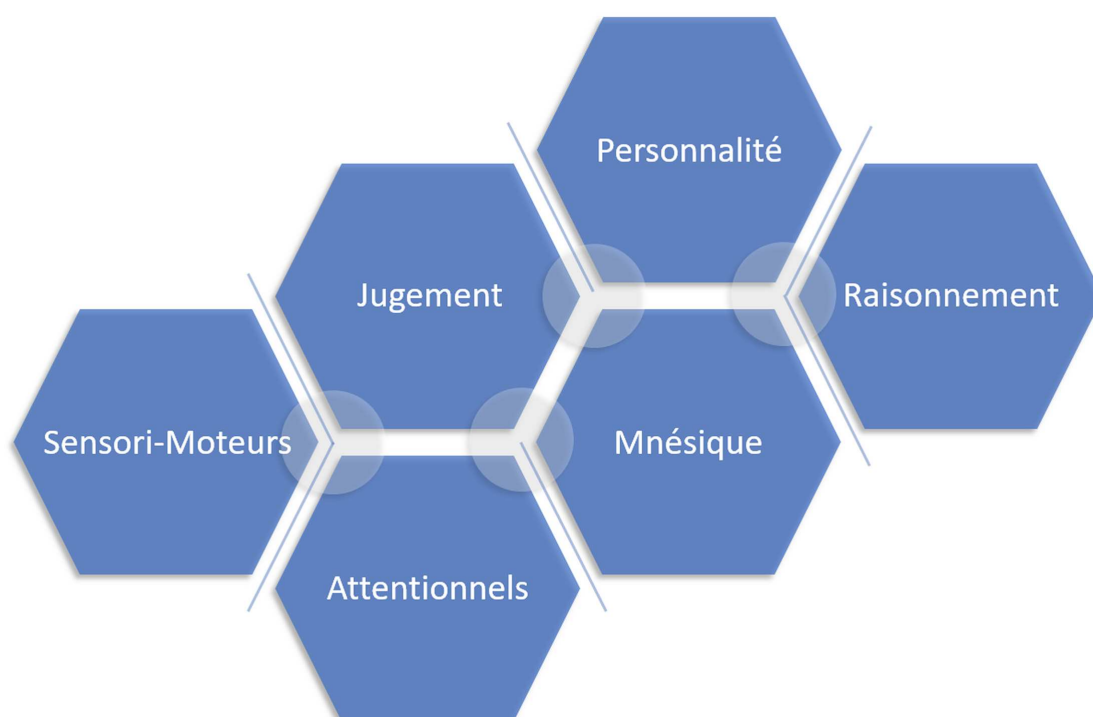 Personnalité
Jugement
Raisonnement
Sensori-Moteurs
Mnésique
Attentionnels